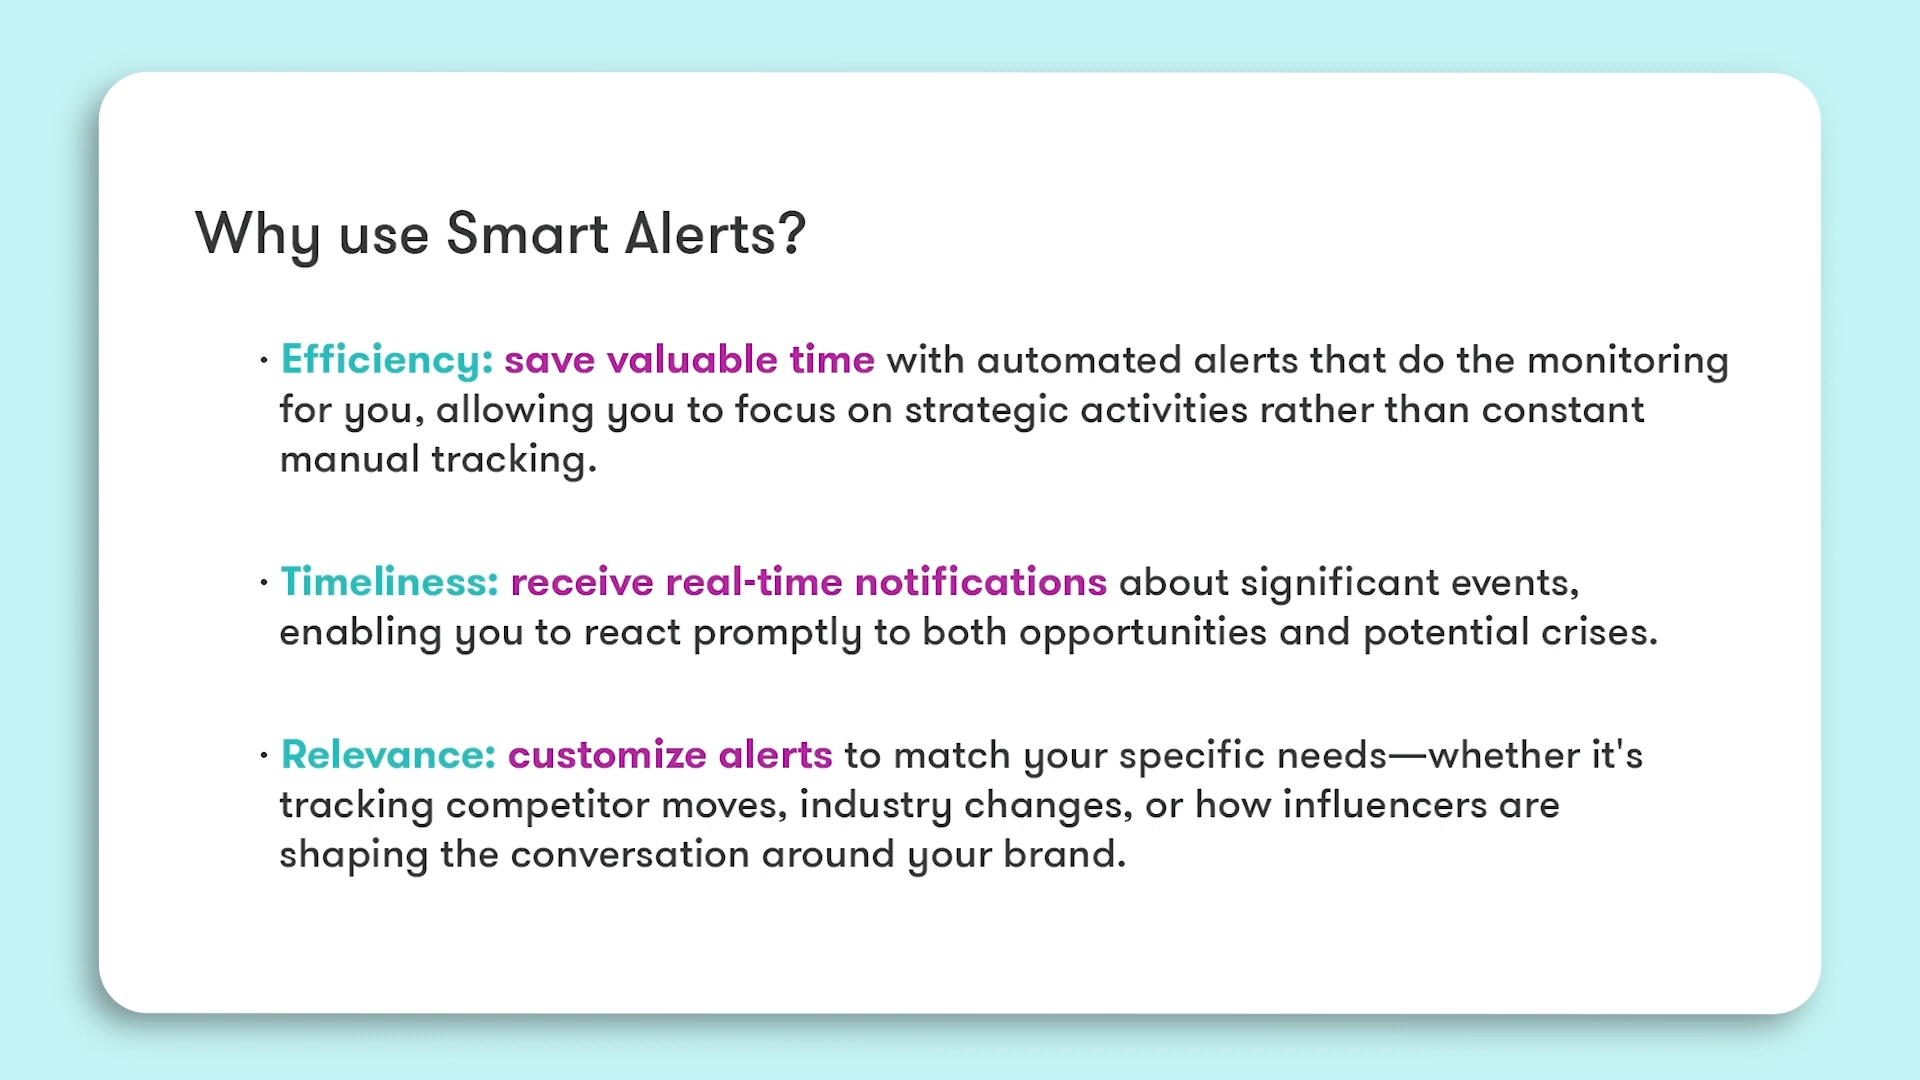 Why use Smart Alerts?
· Efficiency: save valuable time with automated alerts that do the monitoring
for you, allowing you to focus on strategic activities rather than constant
manual tracking.
· Timeliness: receive real-time notifications about significant events,
enabling you to react promptly to both opportunities and potential crises.
· Relevance: customize alerts to match your specific needs—whether it's
tracking competitor moves, industry changes, or how influencers are
shaping the conversation around your brand.